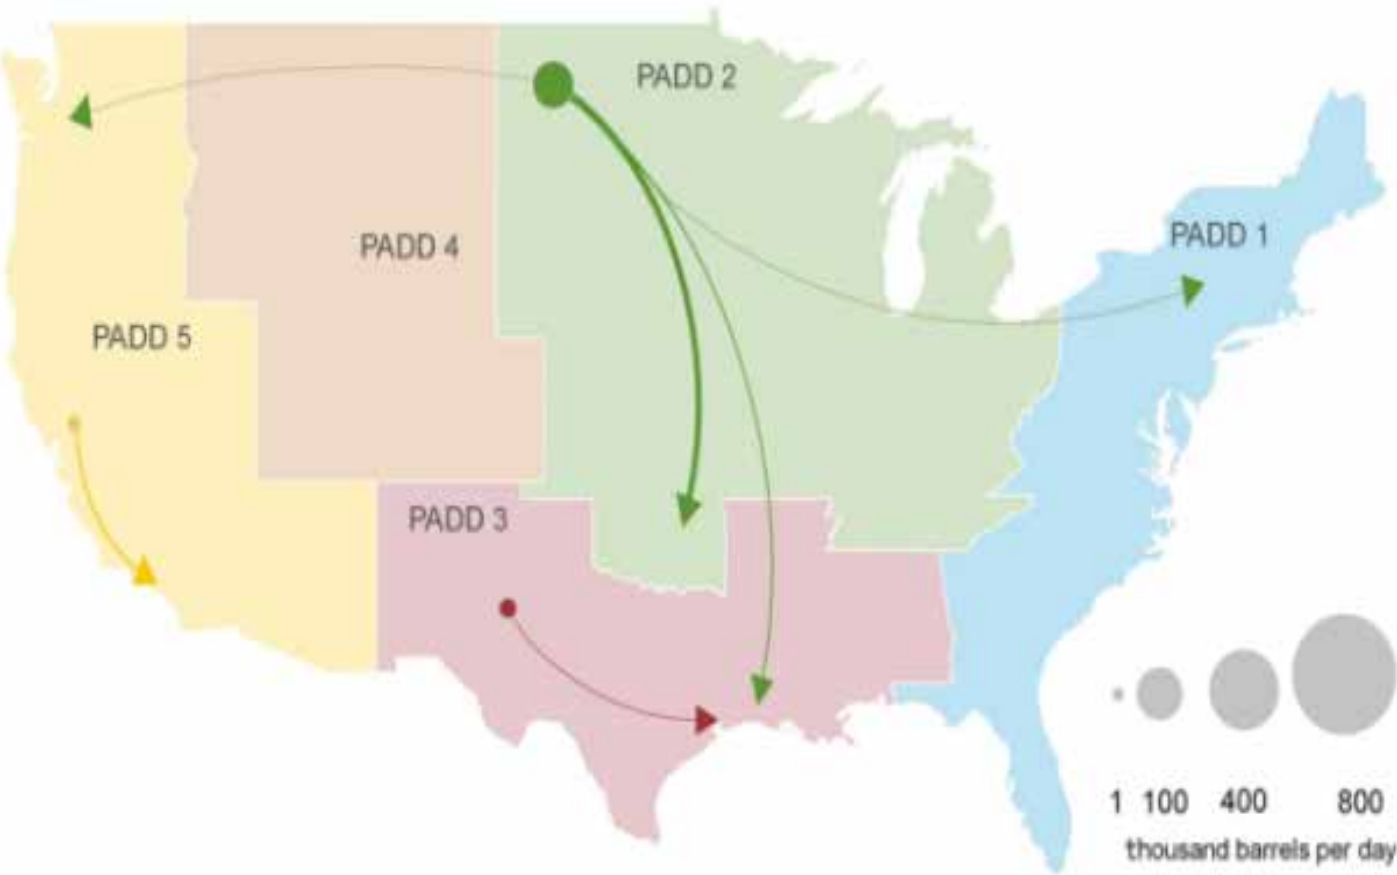 PADD 2
PADD 1
PADD 4
PADD 5
PADD 3
1 100 400 800
thousand barrels per day